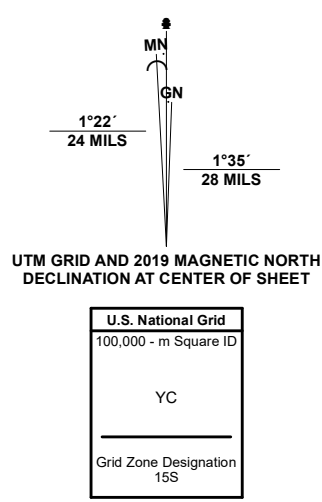 MN
GN
1°22´
24 MILS
1°35´
28 MILS
UTM GRID AND 2019 MAGNETIC NORTH
DECLINATION AT CENTER OF SHEET
U.S. National Grid
100,000 - m Square ID
YC
Grid Zone Designation
15S